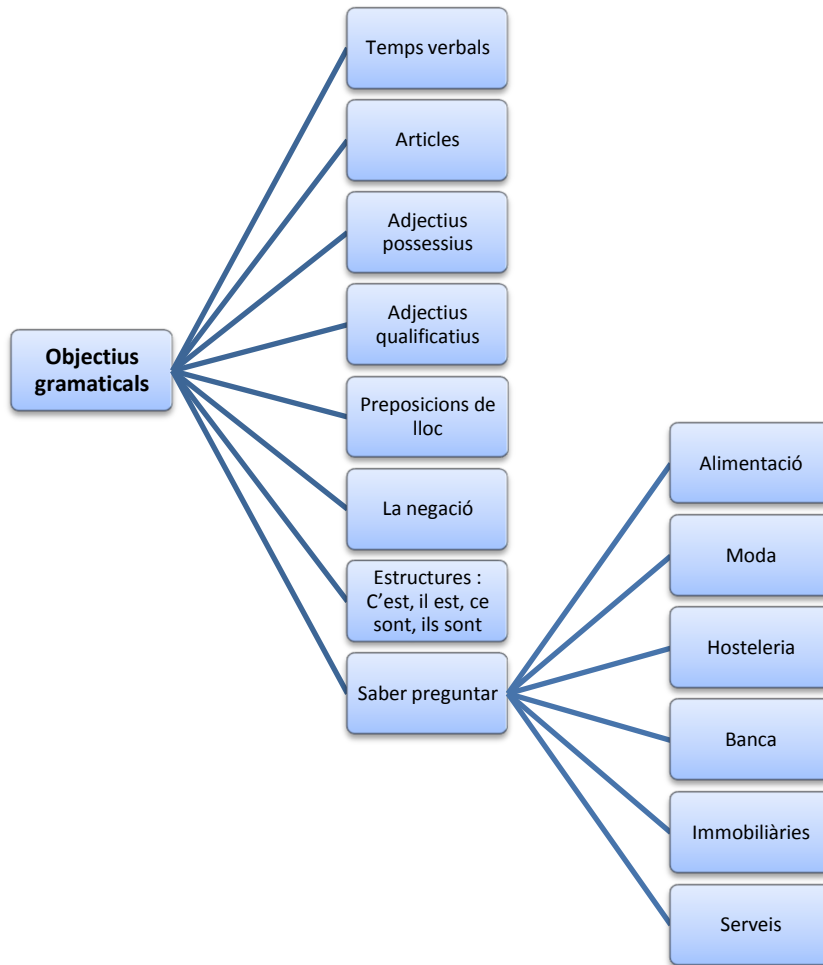 Temps verbals
Articles
Adjectius
possessius
Objectius
gramaticals
Adjectius
qualificatius
Preposicions de
lloc
La negació
Estructures :
C’est, il est, ce
sont, ils sont
Saber preguntar
Alimentació
Moda
Hosteleria
Banca
Immobiliàries
Serveis